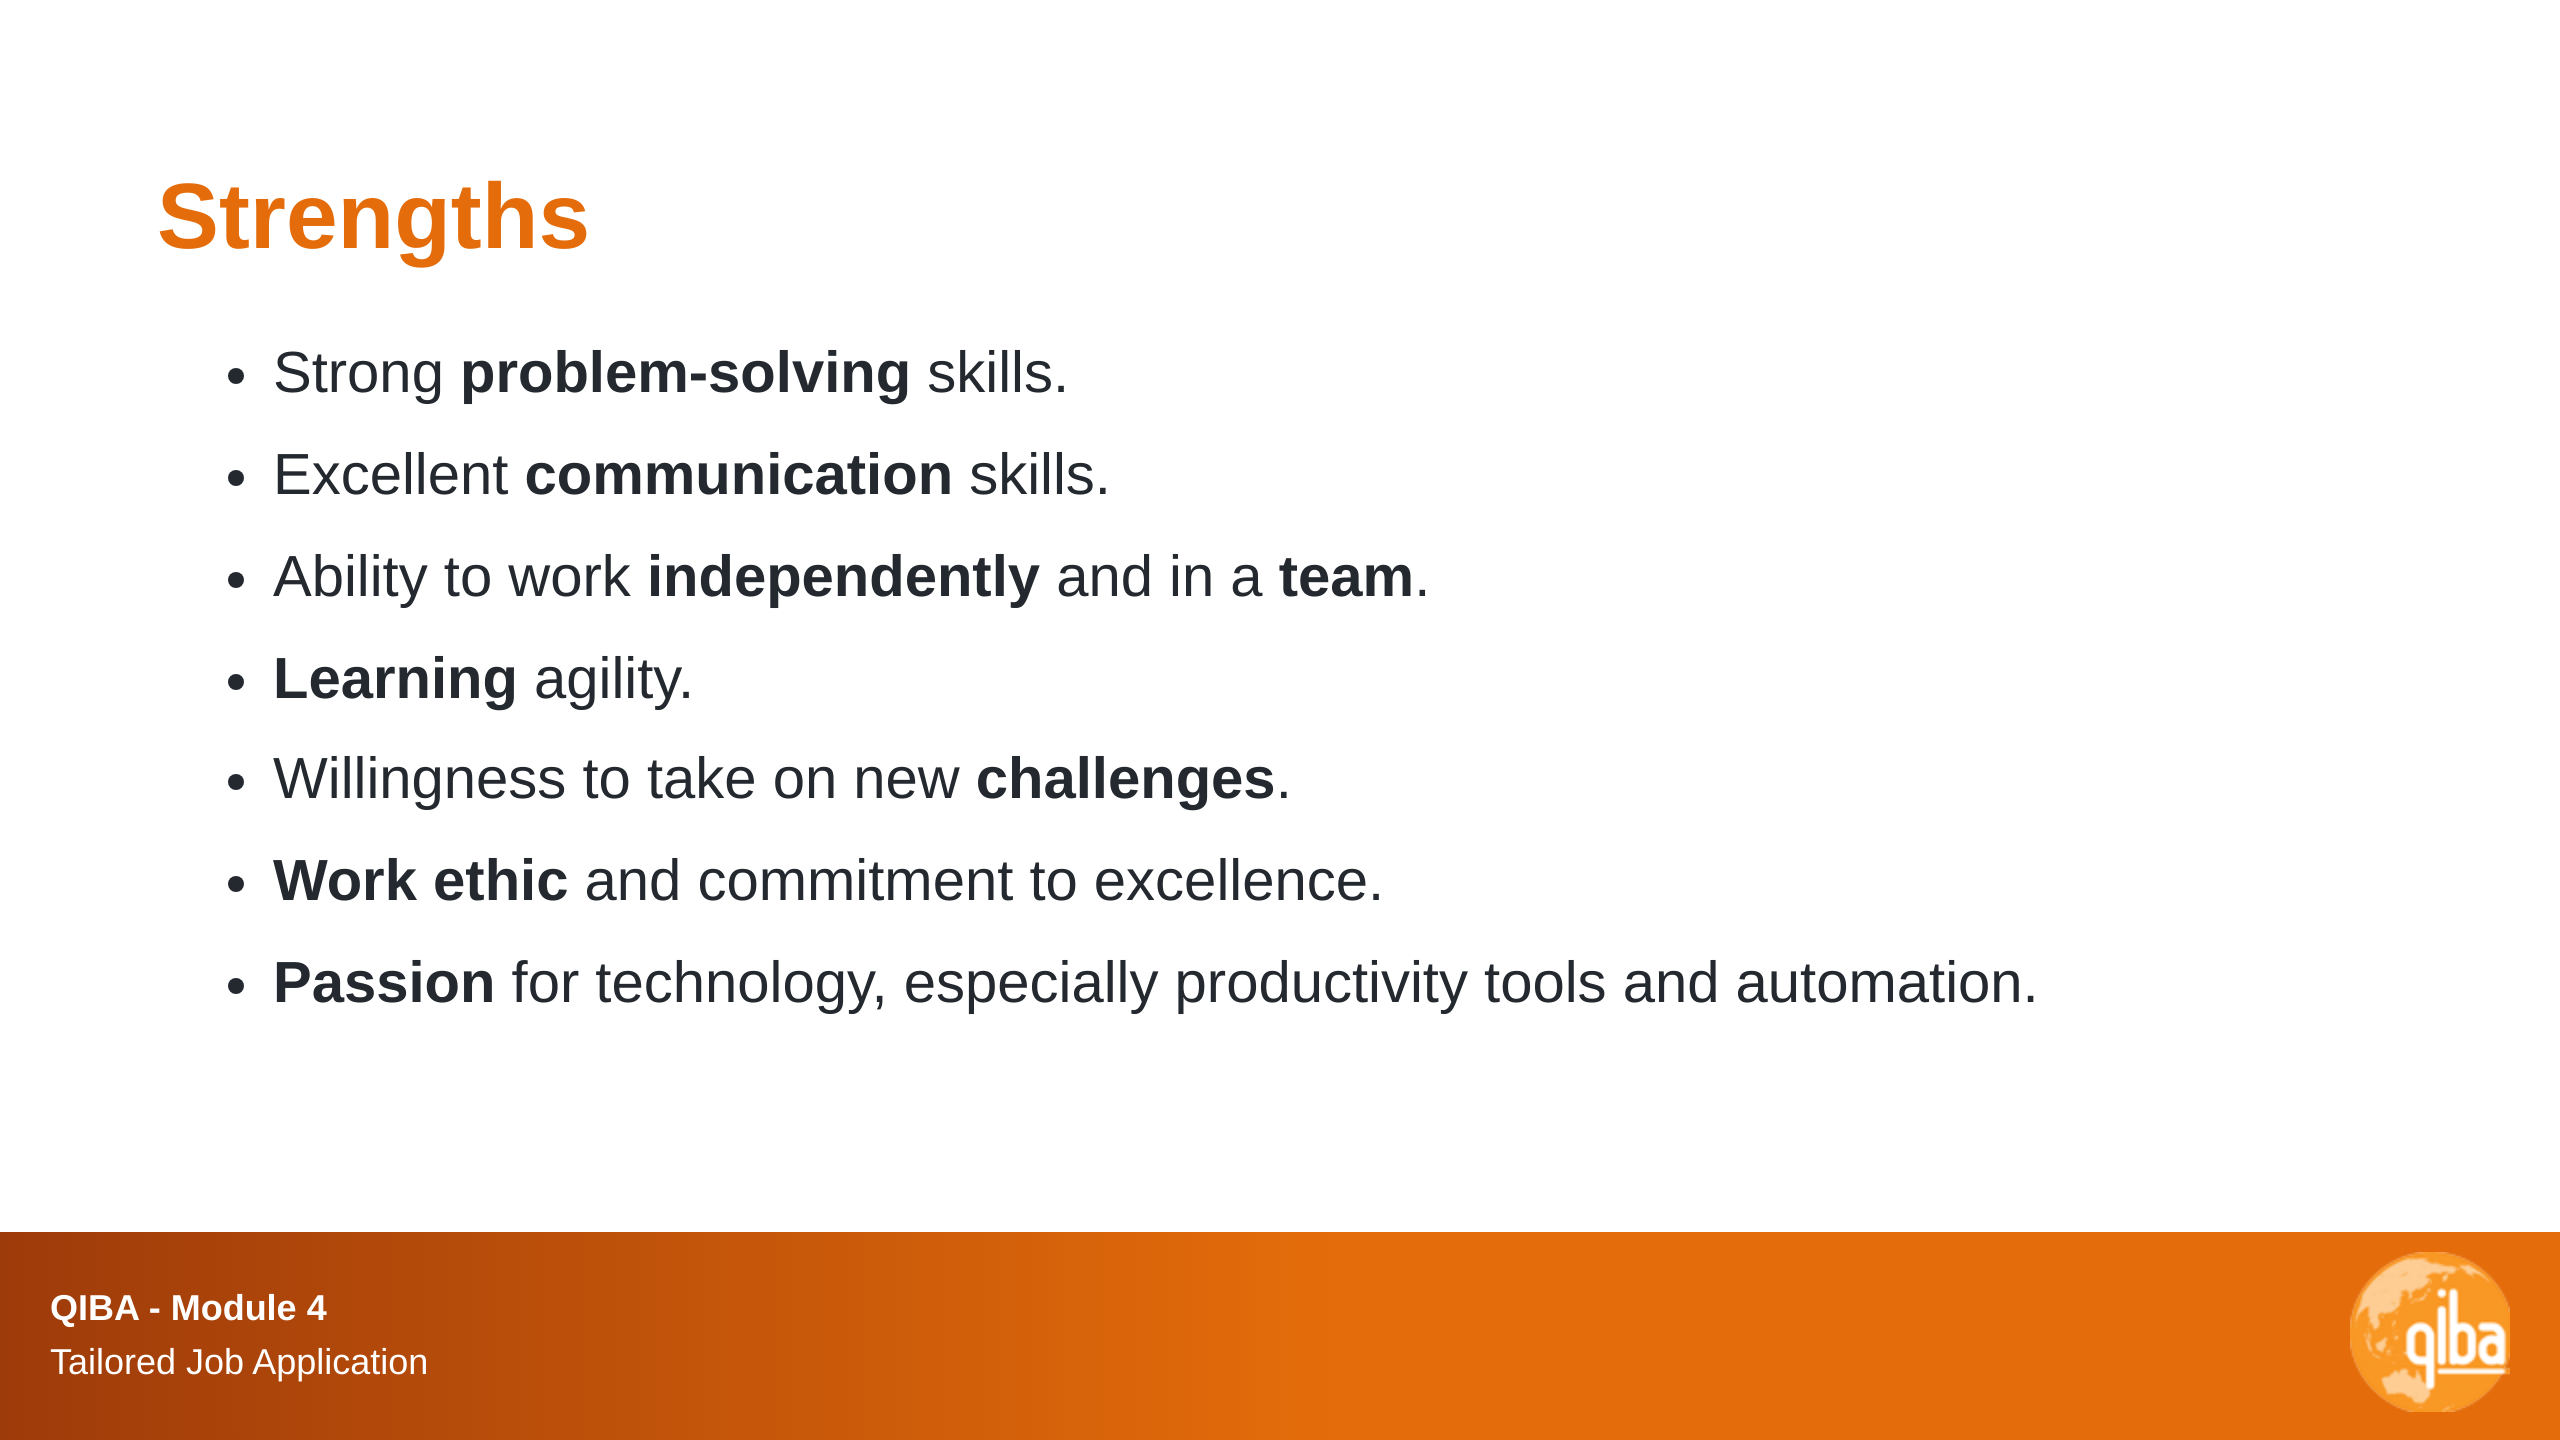 Strengths
• Strong problem-solving skills.
• Excellent communication skills.
• Ability to work independently and in a team.
• Learning agility.
• Willingness to take on new challenges.
• Work ethic and commitment to excellence.
• Passion for technology, especially productivity tools and automation.
QIBA - Module 4
Tailored Job Application
qiba